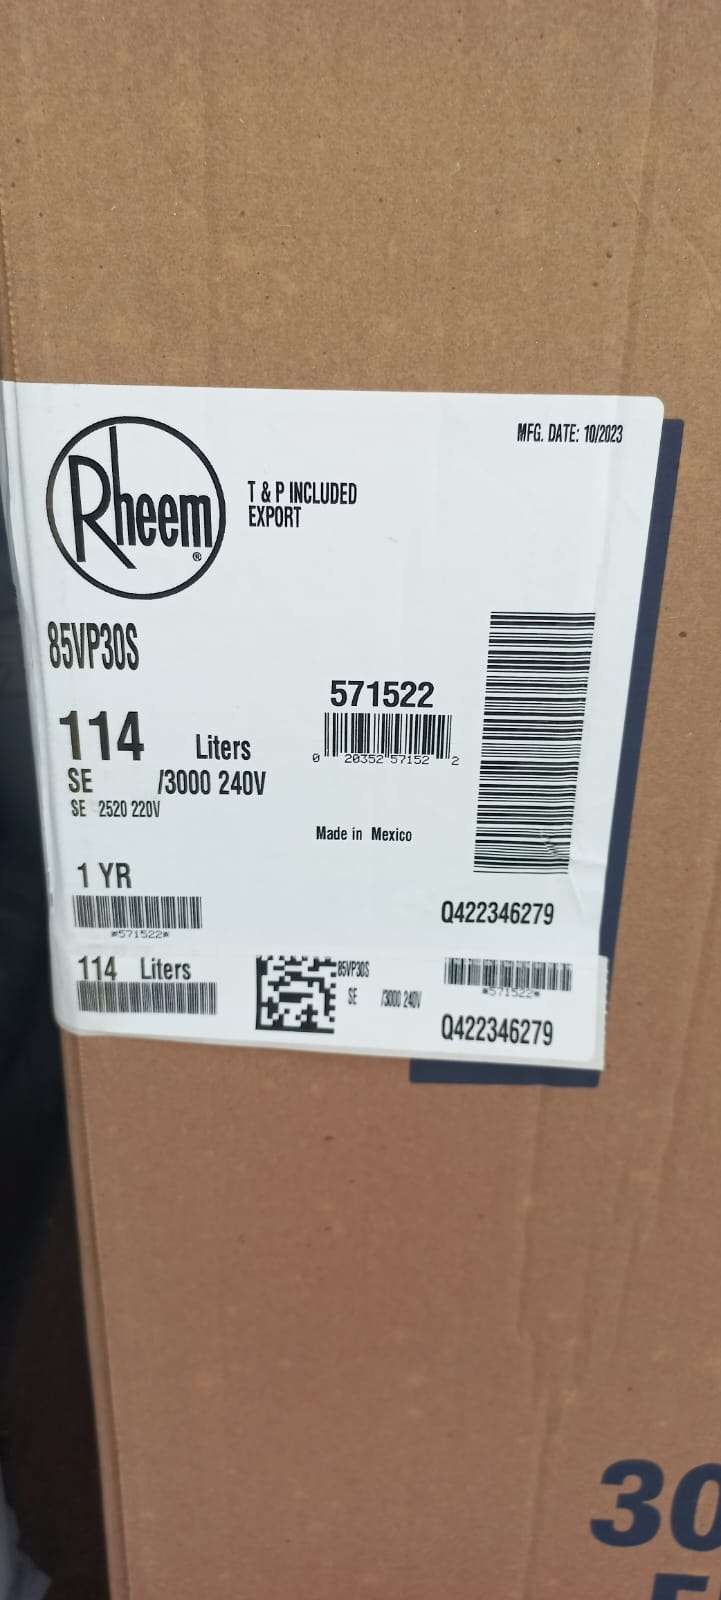 MFG. DATE: 10/2023
Rheem®
T & P INCLUDED
EXPORT
85VP30S
571522
0 20352 57152 2
114 Liters
SE /3000 240V
SE 2520 220V
Made in Mexico
1 YR
*571522*
Q422346279
114 Liters
85VP30S
SE /3000 240V
*571522*
Q422346279
30